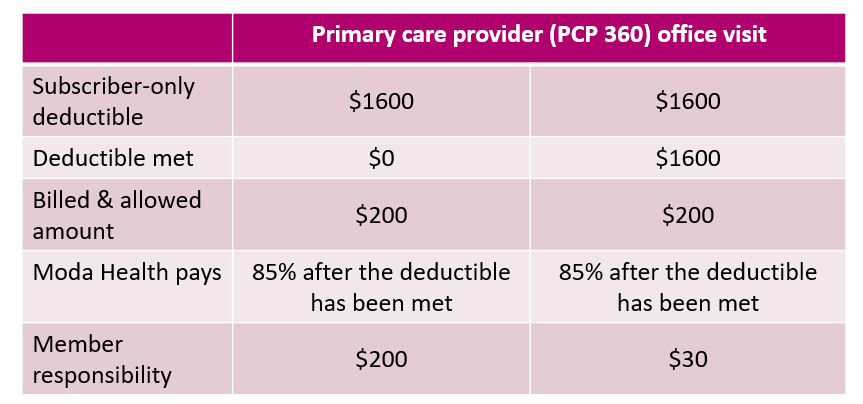 Primary care provider (PCP 360) office visit
Subscriber-only
deductible
$1600
$1600
Deductible met
$0
$1600
Billed & allowed
amount
$200
$200
Moda Health pays
85% after the deductible
has been met
85% after the deductible
has been met
Member
responsibility
$200
$30